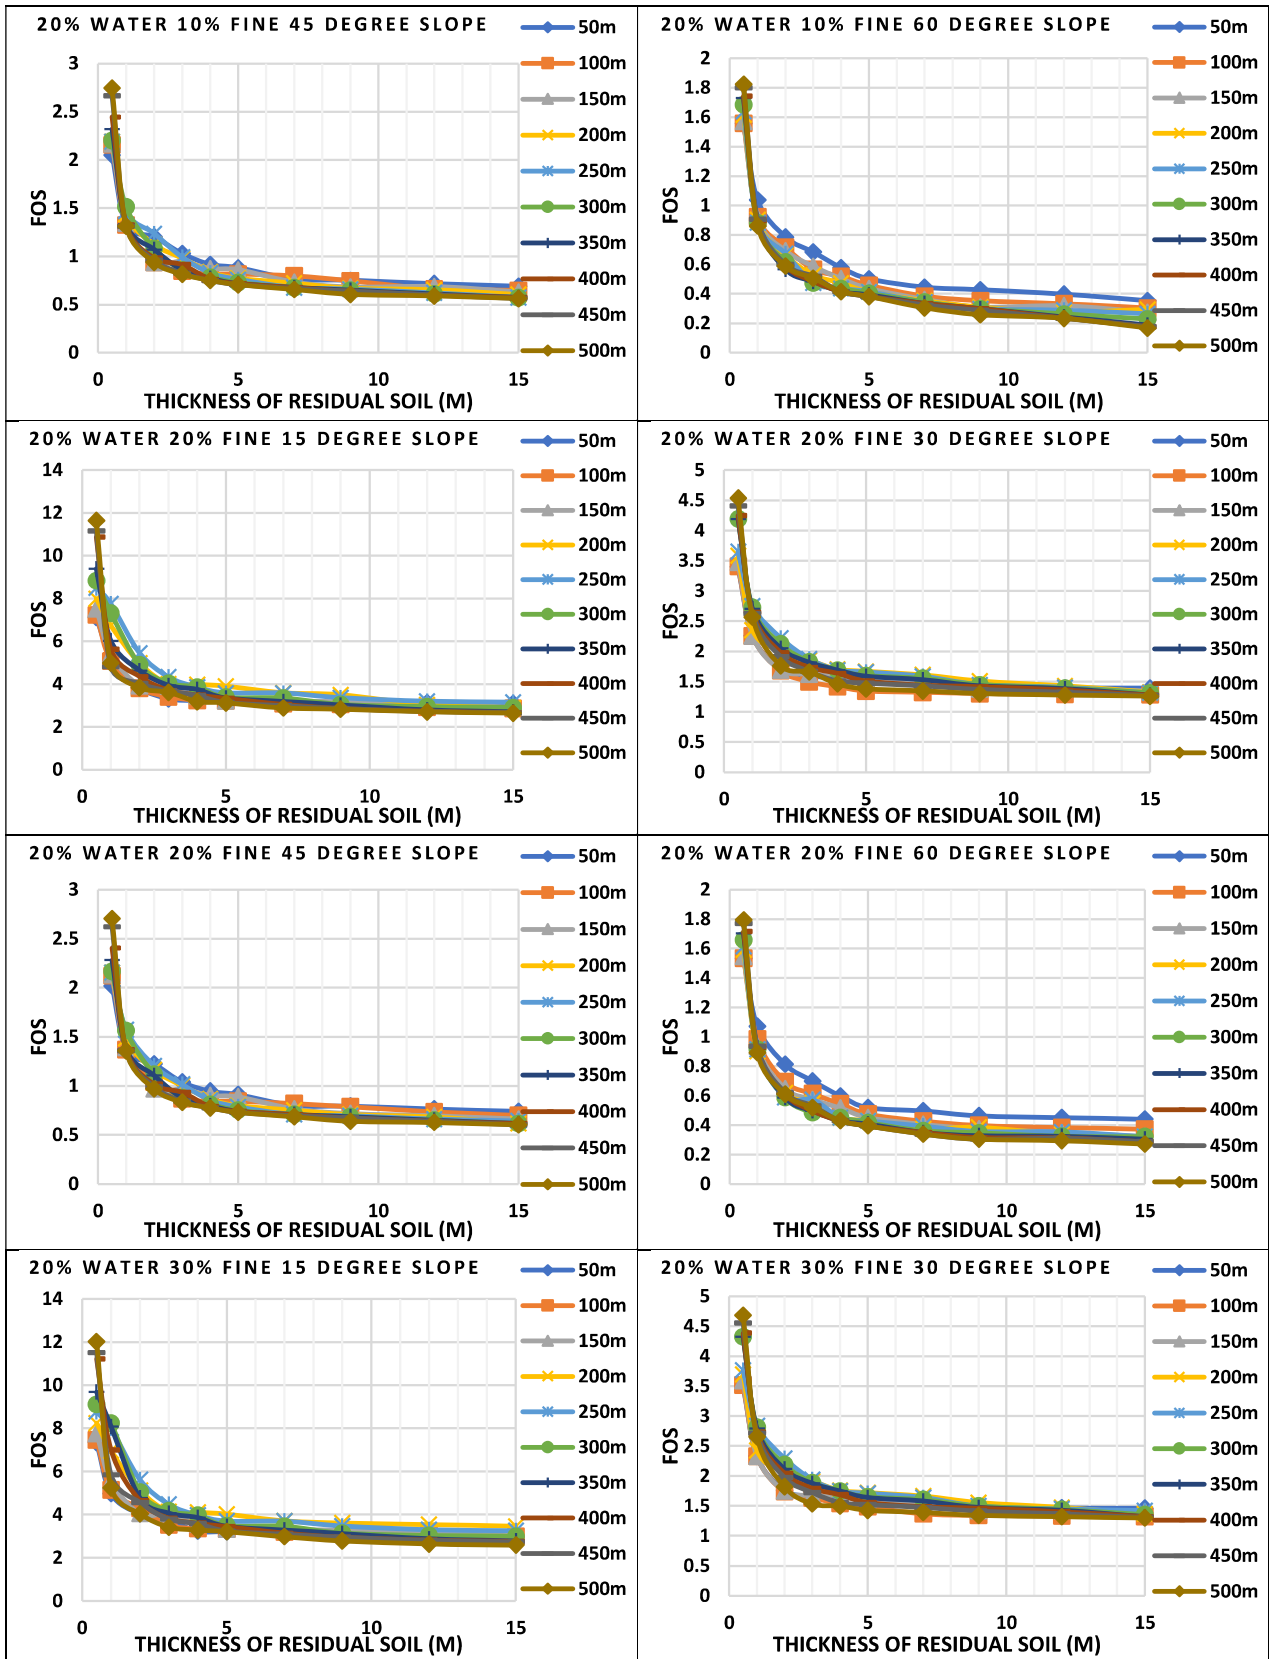 20% WATER 10% FINE 45 DEGREE SLOPE
3
2.5
2
1.5
1
0.5
0
FOS
0 5 10 15
THICKNESS OF RESIDUAL SOIL (M)
50m
100m
150m
200m
250m
300m
350m
400m
450m
500m
20% WATER 10% FINE 60 DEGREE SLOPE
2
1.8
1.6
1.4
1.2
1
0.8
0.6
0.4
0.2
0
FOS
0 5 10 15
THICKNESS OF RESIDUAL SOIL (M)
50m
100m
150m
200m
250m
300m
350m
400m
450m
500m
20% WATER 20% FINE 15 DEGREE SLOPE
14
12
10
8
6
4
2
0
FOS
0 5 10 15
THICKNESS OF RESIDUAL SOIL (M)
50m
100m
150m
200m
250m
300m
350m
400m
450m
500m
20% WATER 20% FINE 30 DEGREE SLOPE
5
4.5
4
3.5
3
2.5
2
1.5
1
0.5
0
FOS
0 5 10 15
THICKNESS OF RESIDUAL SOIL (M)
50m
100m
150m
200m
250m
300m
350m
400m
450m
500m
20% WATER 20% FINE 45 DEGREE SLOPE
3
2.5
2
1.5
1
0.5
0
FOS
0 5 10 15
THICKNESS OF RESIDUAL SOIL (M)
50m
100m
150m
200m
250m
300m
350m
400m
450m
500m
20% WATER 20% FINE 60 DEGREE SLOPE
2
1.8
1.6
1.4
1.2
1
0.8
0.6
0.4
0.2
0
FOS
0 5 10 15
THICKNESS OF RESIDUAL SOIL (M)
50m
100m
150m
200m
250m
300m
350m
400m
450m
500m
20% WATER 30% FINE 15 DEGREE SLOPE
14
12
10
8
6
4
2
0
FOS
0 5 10 15
THICKNESS OF RESIDUAL SOIL (M)
50m
100m
150m
200m
250m
300m
350m
400m
450m
500m
20% WATER 30% FINE 30 DEGREE SLOPE
5
4.5
4
3.5
3
2.5
2
1.5
1
0.5
0
FOS
0 5 10 15
THICKNESS OF RESIDUAL SOIL (M)
50m
100m
150m
200m
250m
300m
350m
400m
450m
500m